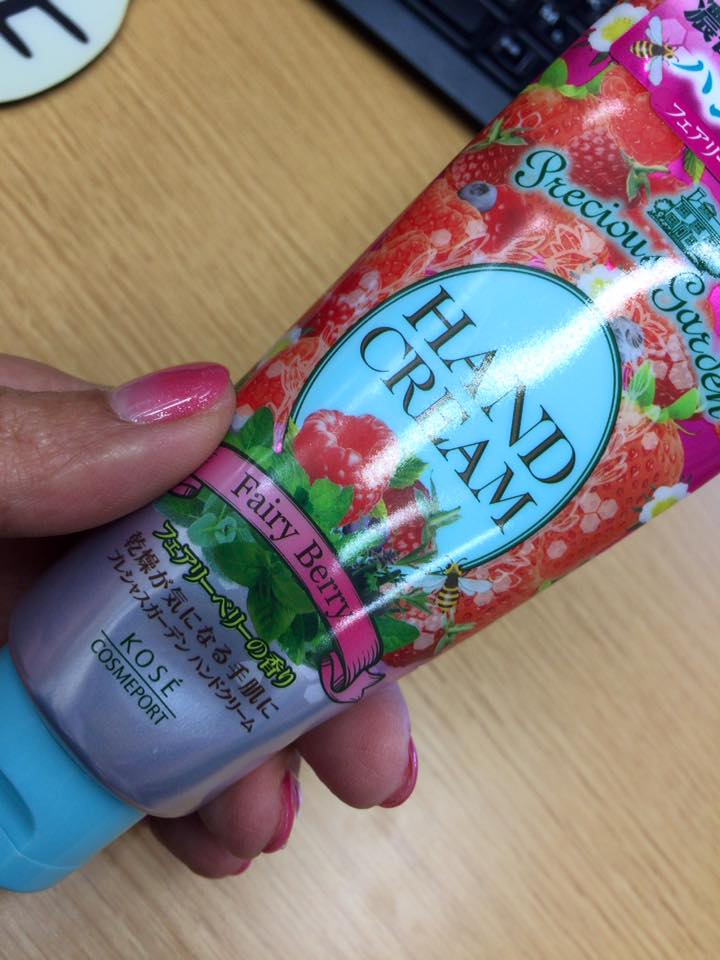 Precious Garden
HAND
CREAM
Fairy Berry
フェアリーベリーの香り
乾燥が気になる手肌に
プレシャスガーデン ハンドクリーム
KOSÉ
COSMEPORT